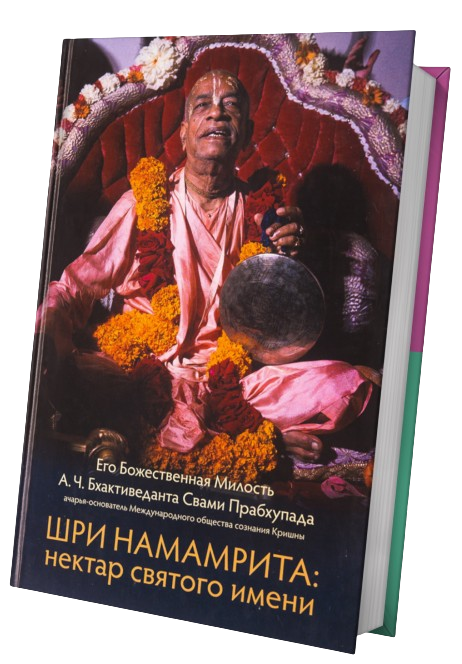 Его Божественная Милость
А. Ч. Бхактиведанта Свами Прабхупада
ачарья-основатель Международного общества сознания Кришны
ШРИ НАМАМРИТА:
нектар святого имени